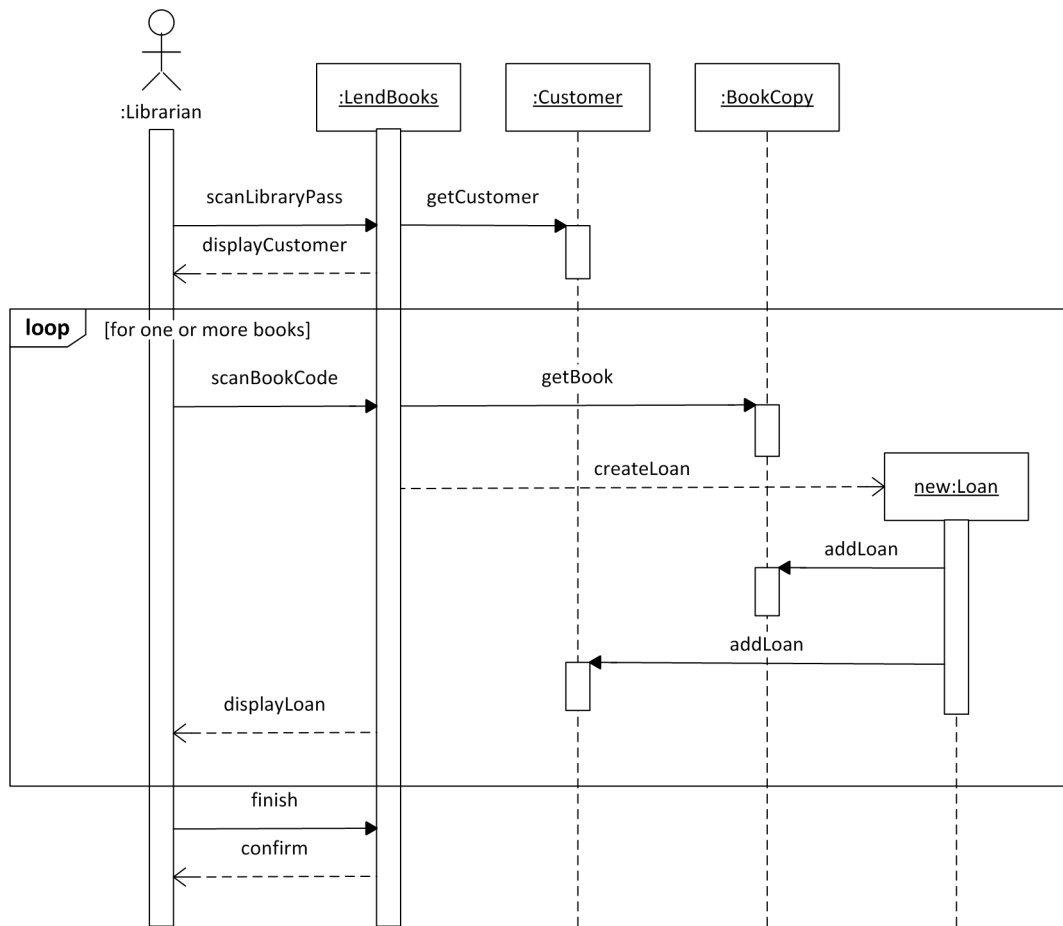 :Librarian
:LendBooks
:Customer
:BookCopy
scanLibraryPass
getCustomer
displayCustomer
loop
[for one or more books]
scanBookCode
getBook
createLoan
new:Loan
addLoan
addLoan
displayLoan
finish
confirm